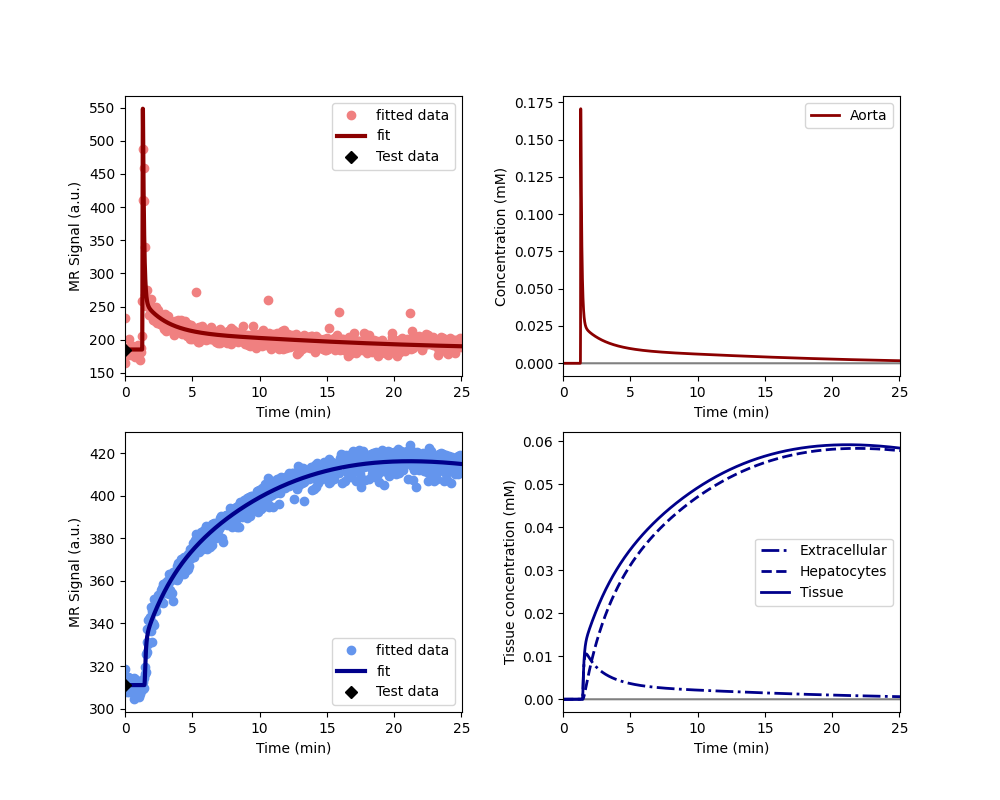 MR Signal (a.u.)
550
500
450
400
350
300
250
200
150
fitted data
fit
Test data
0 5 10 15 20 25
Time (min)
Concentration (mM)
0.175
0.150
0.125
0.100
0.075
0.050
0.025
0.000
Aorta
0 5 10 15 20 25
Time (min)
MR Signal (a.u.)
420
400
380
360
340
320
300
fitted data
fit
Test data
0 5 10 15 20 25
Time (min)
Tissue concentration (mM)
0.06
0.05
0.04
0.03
0.02
0.01
0.00
Extracellular
Hepatocytes
Tissue
0 5 10 15 20 25
Time (min)